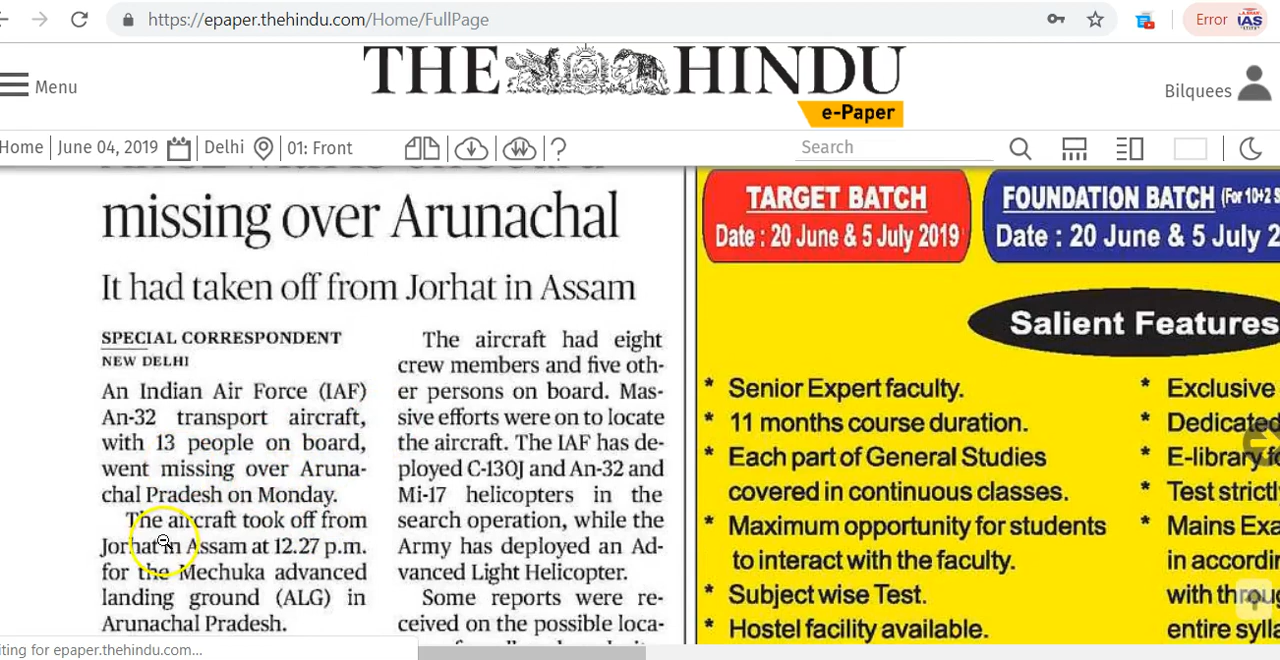 https://epaper.thehindu.com/Home/FullPage
Error
IAS
Menu
THE HINDU
e-Paper
Bilquees
Home
June 04, 2019
Delhi
01: Front
?
Search
missing over Arunachal
It had taken off from Jorhat in Assam
SPECIAL CORRESPONDENT
NEW DELHI
An Indian Air Force (IAF)
An-32 transport aircraft,
with 13 people on board,
went missing over Aruna-
chal Pradesh on Monday.
The aircraft took off from
Jorhat in Assam at 12.27 p.m.
for the Mechuka advanced
landing ground (ALG) in
Arunachal Pradesh.
The aircraft had eight
crew members and five oth-
er persons on board. Mas-
sive efforts were on to locate
the aircraft. The IAF has de-
ployed C-130J and An-32 and
Mi-17 helicopters in the
search operation, while the
Army has deployed an Ad-
vanced Light Helicopter.
Some reports were re-
ceived on the possible loca-
TARGET BATCH
Date : 20 June & 5 July 2019
FOUNDATION BATCH (For 10+2 S
Date : 20 June & 5 July 2
Salient Features
* Senior Expert faculty.
* 11 months course duration.
* Each part of General Studies
covered in continuous classes.
* Maximum opportunity for students
to interact with the faculty.
* Subject wise Test.
* Hostel facility available.
* Exclusive
* Dedicated
* E-library fo
* Test strictl
* Mains Exa
in accordin
with throug
entire sylla
iting for epaper.thehindu.com...